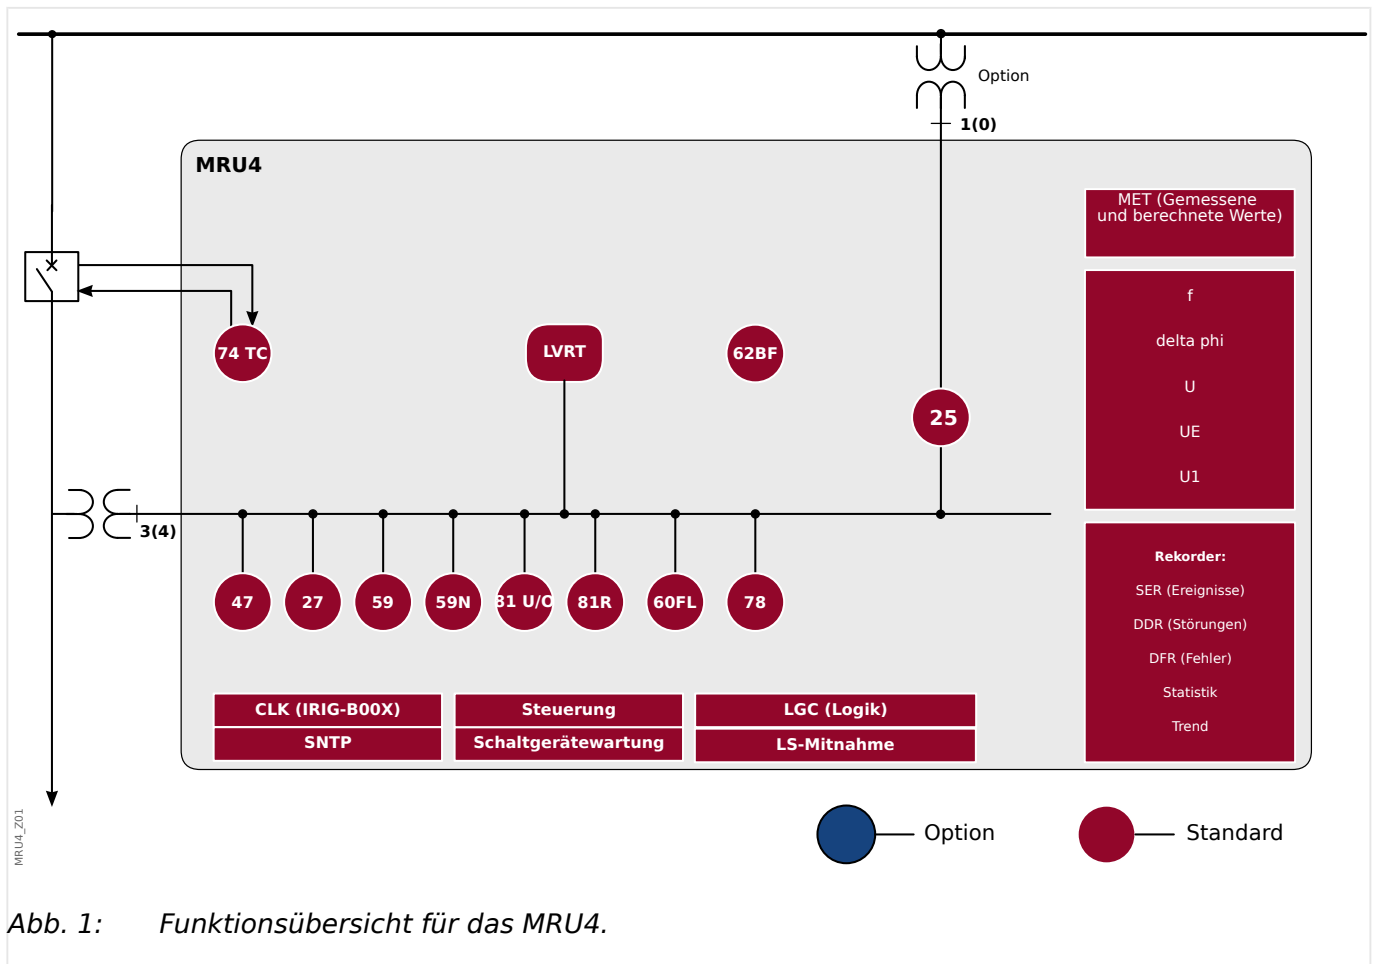 Option
1(0)
MRU4
MET (Gemessene
und berechnete Werte)
f
delta phi
U
UE
U1
74 TC
LVRT
62BF
25
3(4)
47
27
59
59N
81 U/O
81R
60FL
78
Rekorder:
SER (Ereignisse)
DDR (Störungen)
DFR (Fehler)
Statistik
Trend
CLK (IRIG-B00X)
Steuerung
LGC (Logik)
SNTP
Schaltgerätewartung
LS-Mitnahme
MRU4_Z01
Option
Standard
Abb. 1: Funktionsübersicht für das MRU4.